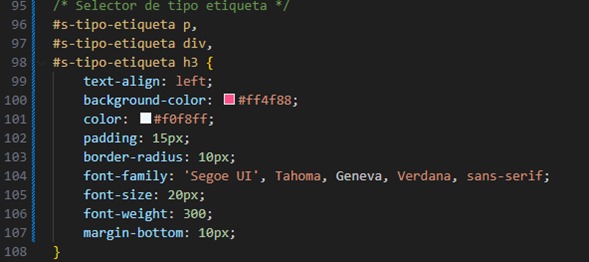 95 /* Selector de tipo etiqueta */
96 #s-tipo-etiqueta p,
97 #s-tipo-etiqueta div,
98 #s-tipo-etiqueta h3 {
99 text-align: left;
100 background-color: #ff4f88;
101 color: #f0f8ff;
102 padding: 15px;
103 border-radius: 10px;
104 font-family: 'Segoe UI', Tahoma, Geneva, Verdana, sans-serif;
105 font-size: 20px;
106 font-weight: 300;
107 margin-bottom: 10px;
108 }